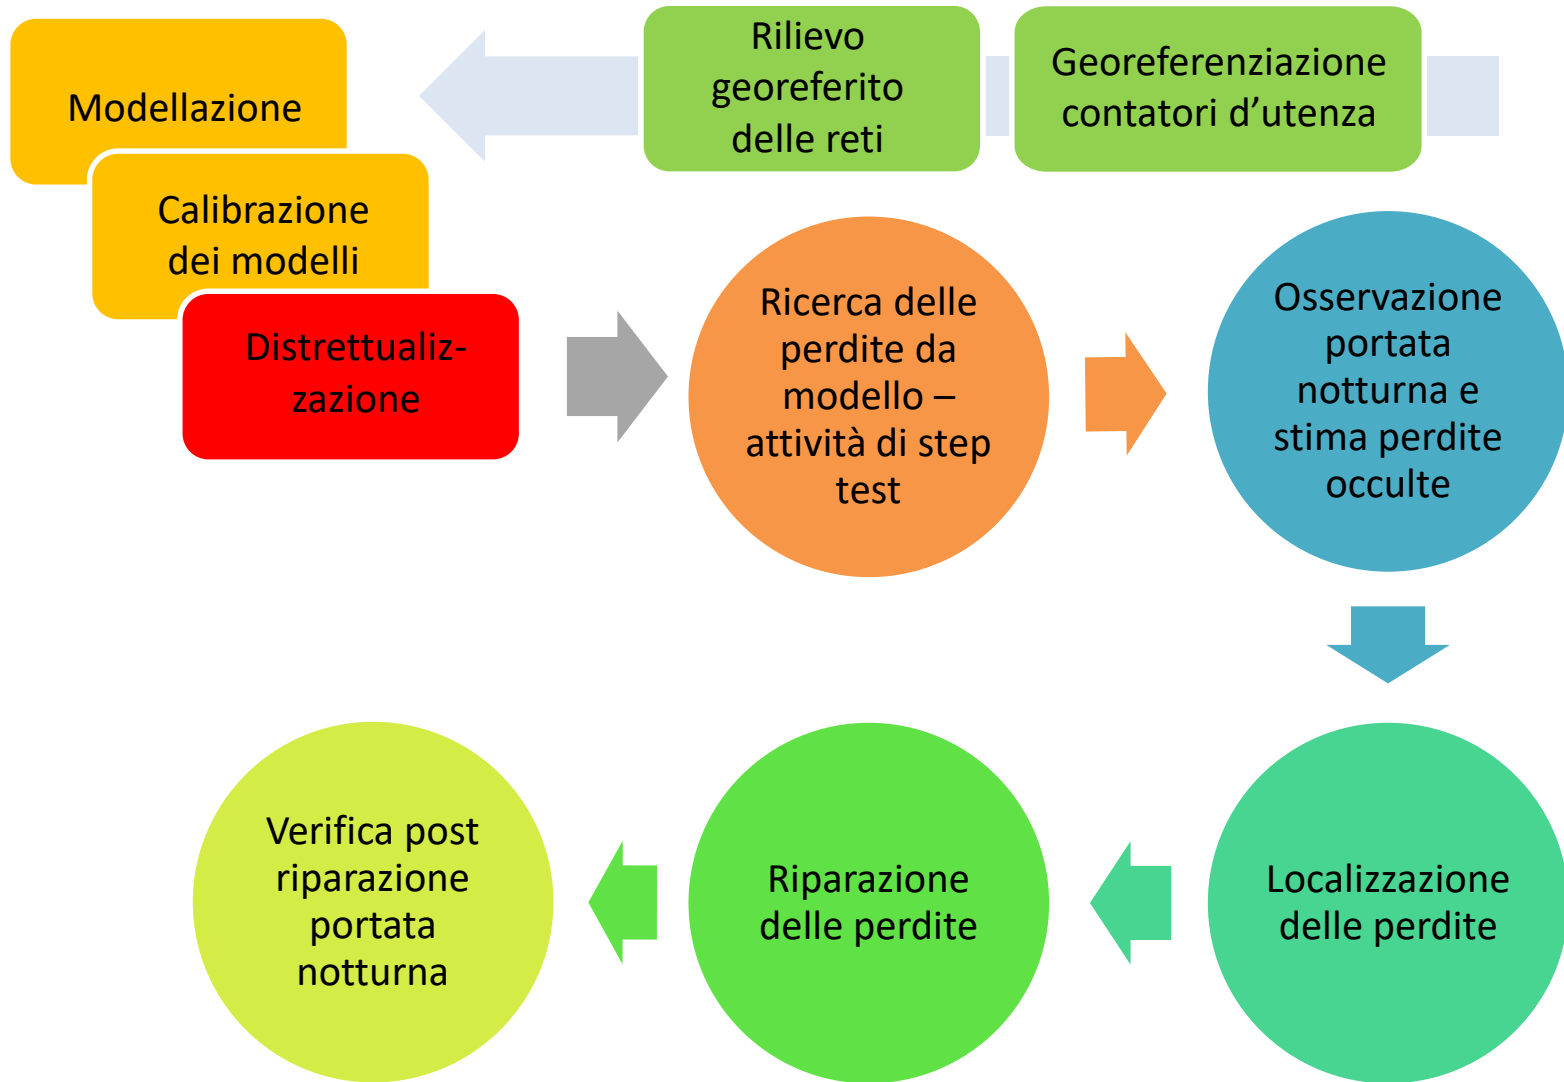 Modellazione
Rilievo
georeferito
delle reti
Georeferenziazione
contatori d’utenza
Calibrazione
dei modelli
Distrettualiz-
zazione
Ricerca delle
perdite da
modello –
attività di step
test
Osservazione
portata
notturna e
stima perdite
occulte
Localizzazione
delle perdite
Riparazione
delle perdite
Verifica post
riparazione
portata
notturna